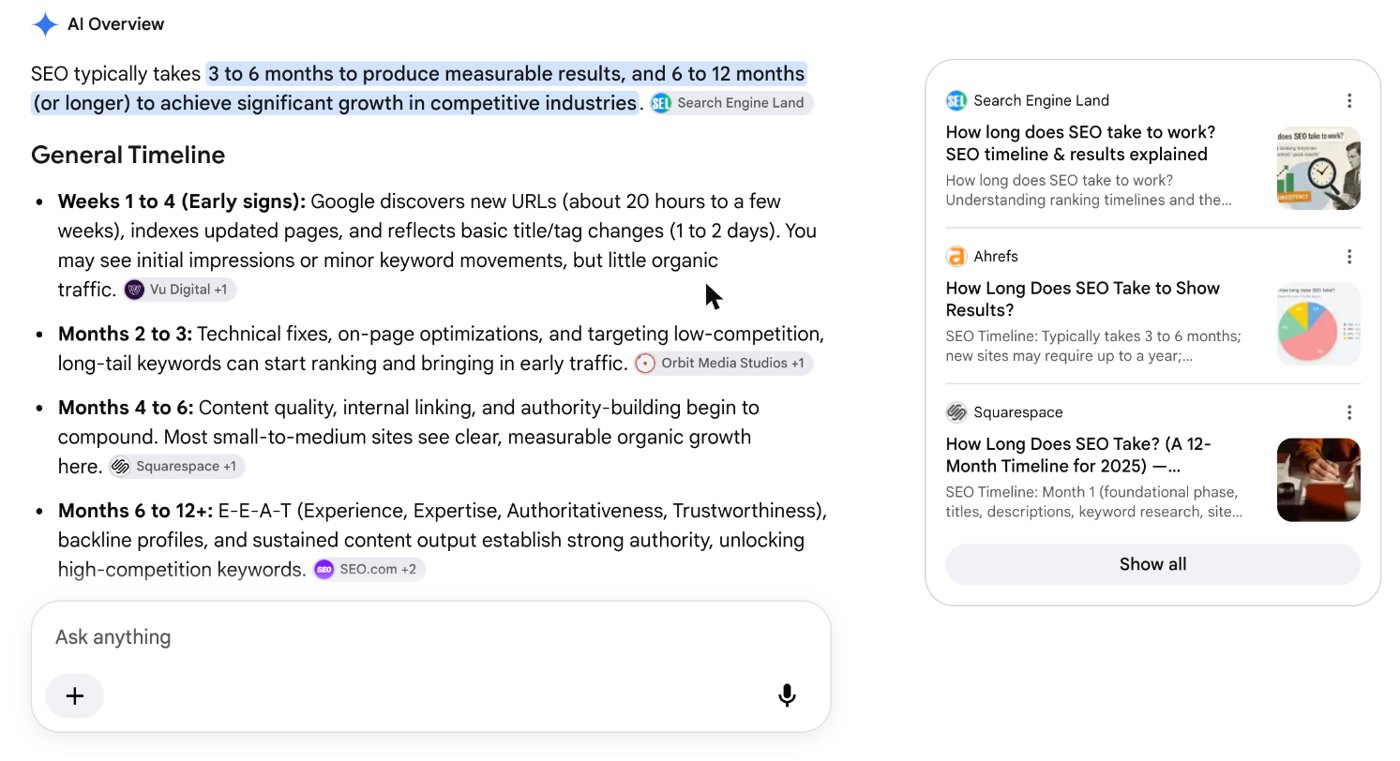 AI Overview
SEO typically takes 3 to 6 months to produce measurable results, and 6 to 12 months
(or longer) to achieve significant growth in competitive industries. SEL Search Engine Land
General Timeline
• Weeks 1 to 4 (Early signs): Google discovers new URLs (about 20 hours to a few
weeks), indexes updated pages, and reflects basic title/tag changes (1 to 2 days). You
may see initial impressions or minor keyword movements, but little organic
traffic. Vu Digital +1
• Months 2 to 3: Technical fixes, on-page optimizations, and targeting low-competition,
long-tail keywords can start ranking and bringing in early traffic. Orbit Media Studios +1
• Months 4 to 6: Content quality, internal linking, and authority-building begin to
compound. Most small-to-medium sites see clear, measurable organic growth
here. Squarespace +1
• Months 6 to 12+: E-E-A-T (Experience, Expertise, Authoritativeness, Trustworthiness),
backline profiles, and sustained content output establish strong authority, unlocking
high-competition keywords. SEO SEO.com +2
Ask anything
SEL Search Engine Land
How long does SEO take to work?
SEO timeline & results explained
How long does SEO take to work?
Understanding ranking timelines and the...
does SEO take to work?
a Ahrefs
How Long Does SEO Take to Show
Results?
SEO Timeline: Typically takes 3 to 6 months;
new sites may require up to a year;...
Squarespace
How Long Does SEO Take? (A 12-
Month Timeline for 2025) —...
SEO Timeline: Month 1 (foundational phase,
titles, descriptions, keyword research, site...
Show all